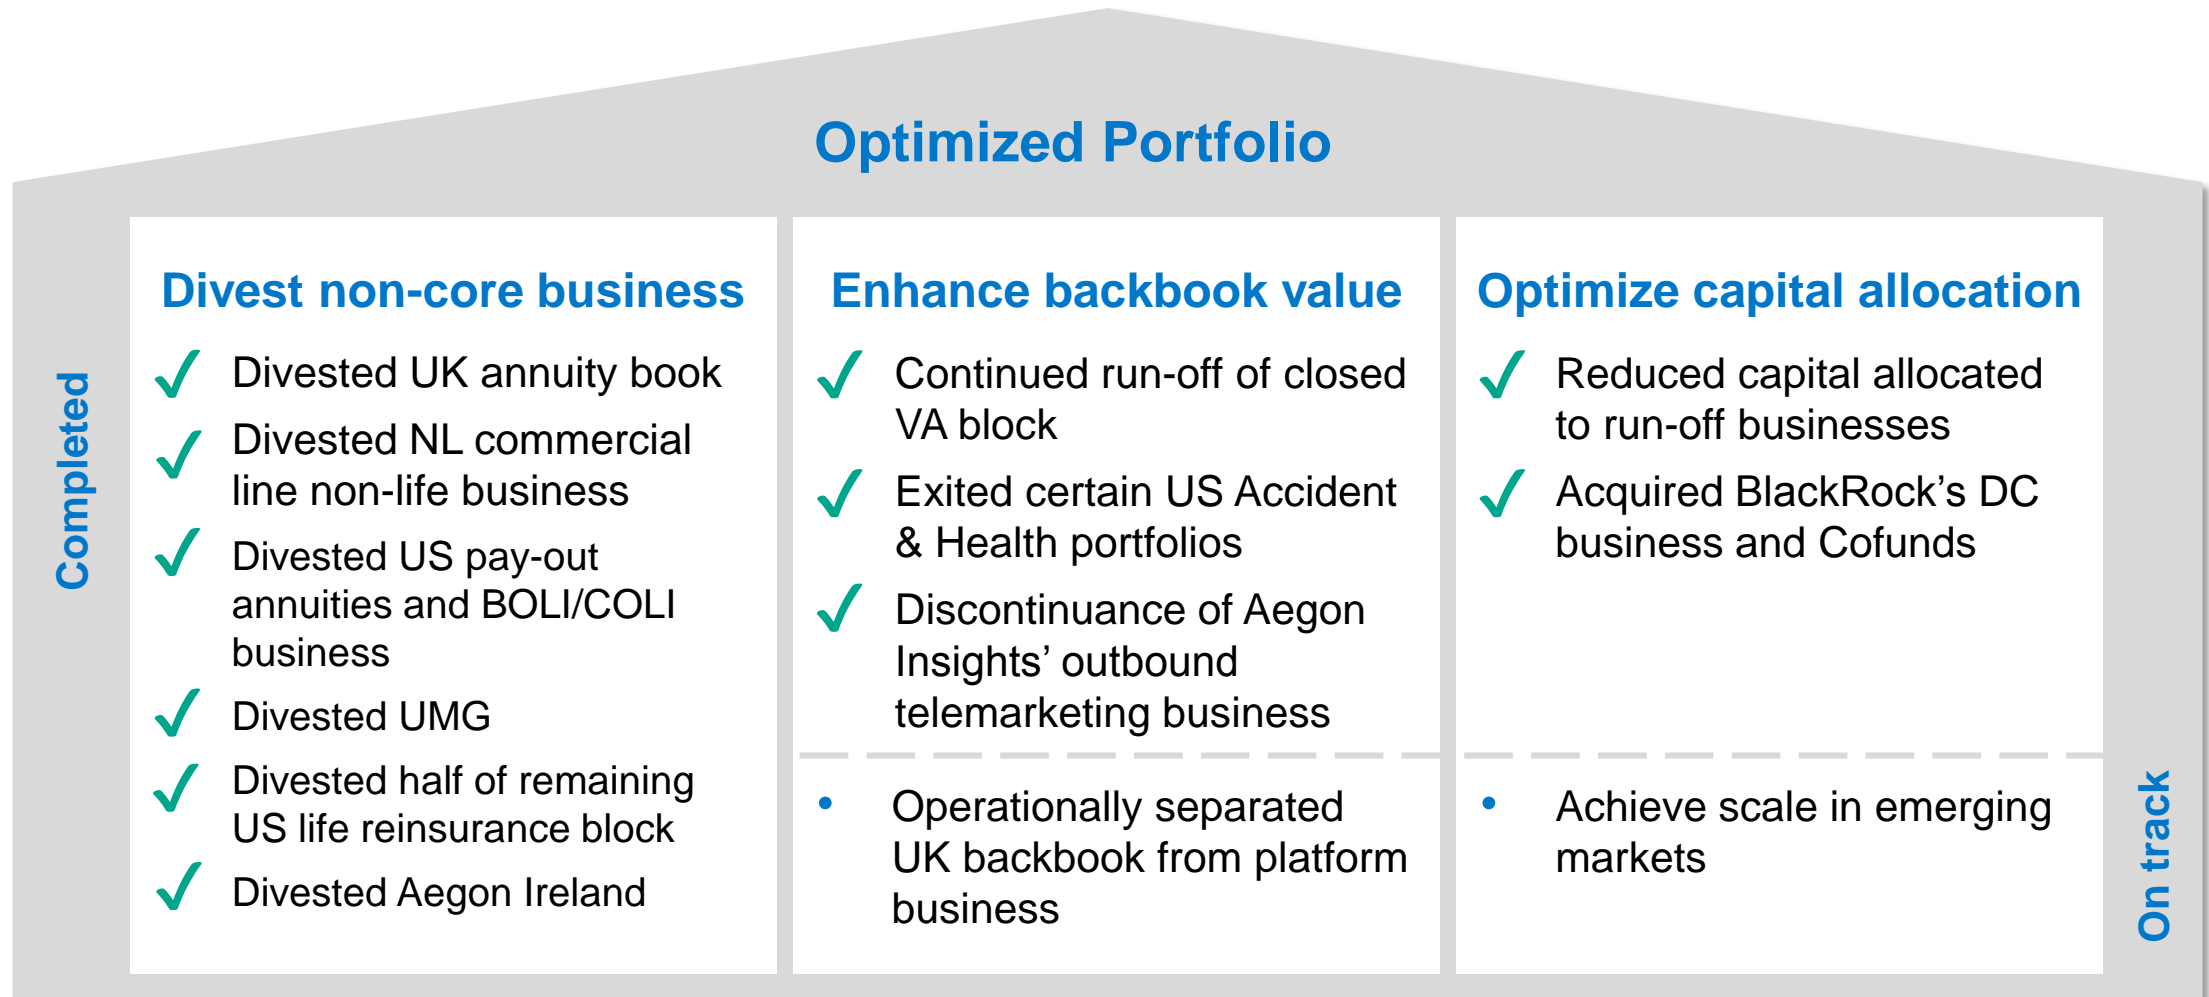 Optimized Portfolio
Completed
Divest non-core business
Divested UK annuity book
Divested NL commercial
line non-life business
Divested US pay-out
annuities and BOLI/COLI
business
Divested UMG
Divested half of remaining
US life reinsurance block
Divested Aegon Ireland
Enhance backbook value
Continued run-off of closed
VA block
Exited certain US Accident
& Health portfolios
Discontinuance of Aegon
Insights’ outbound
telemarketing business
• Operationally separated
UK backbook from platform
business
Optimize capital allocation
Reduced capital allocated
to run-off businesses
Acquired BlackRock’s DC
business and Cofunds
• Achieve scale in emerging
markets
On track